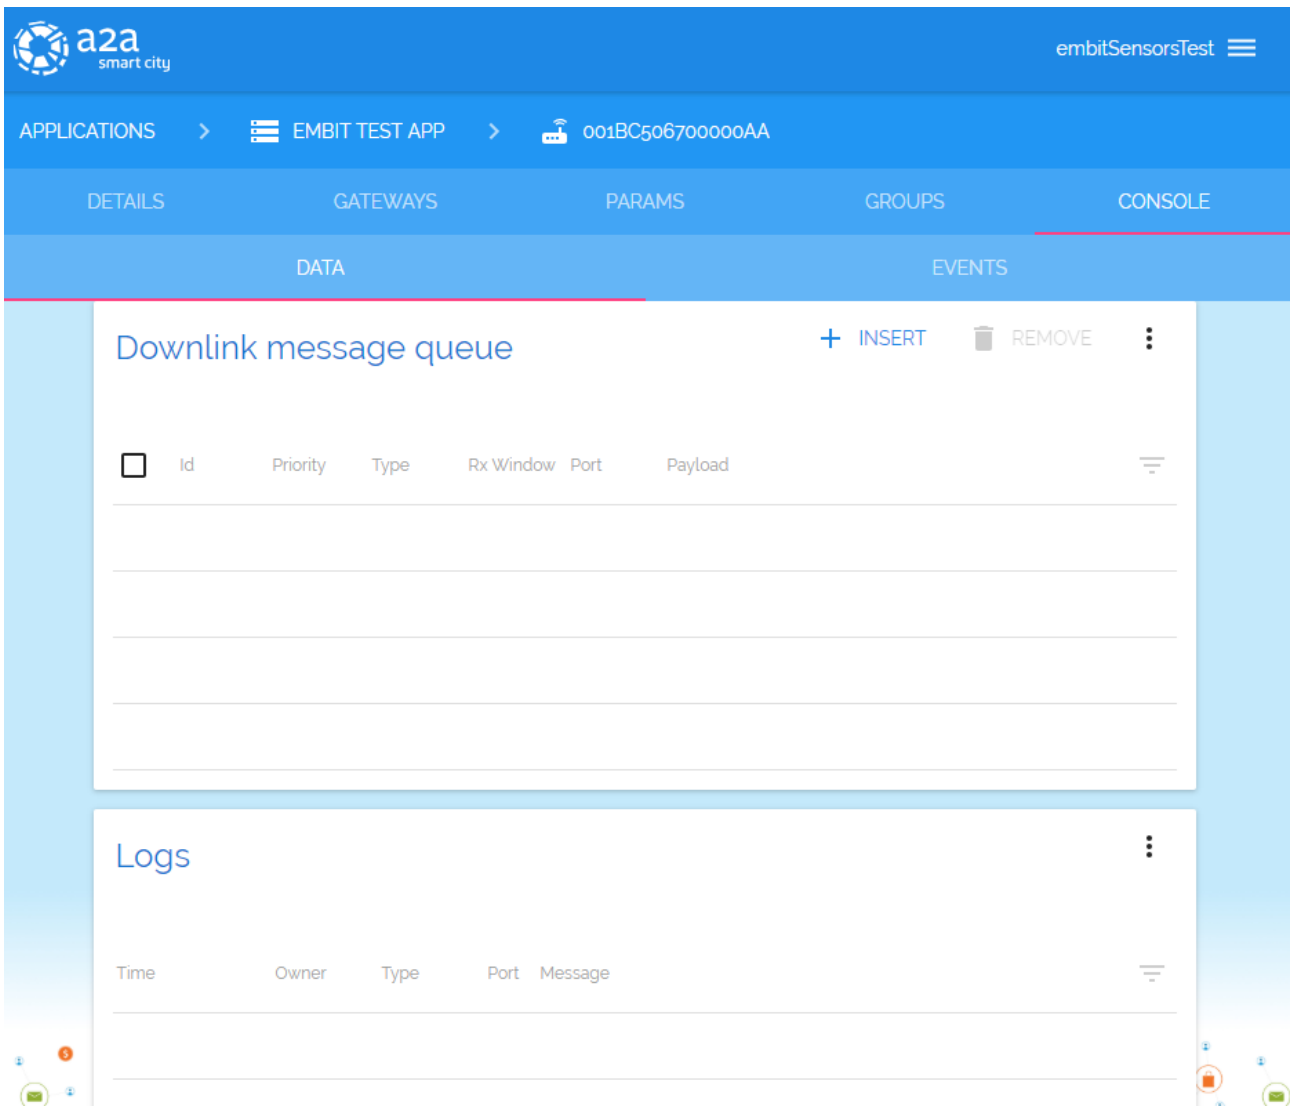 a2a
smart city
embitSensorsTest
APPLICATIONS > EMBIT TEST APP > 001BC506700000AA
DETAILS GATEWAYS PARAMS GROUPS CONSOLE
DATA EVENTS
Downlink message queue + INSERT REMOVE
Id Priority Type Rx Window Port Payload
Logs
Time Owner Type Port Message